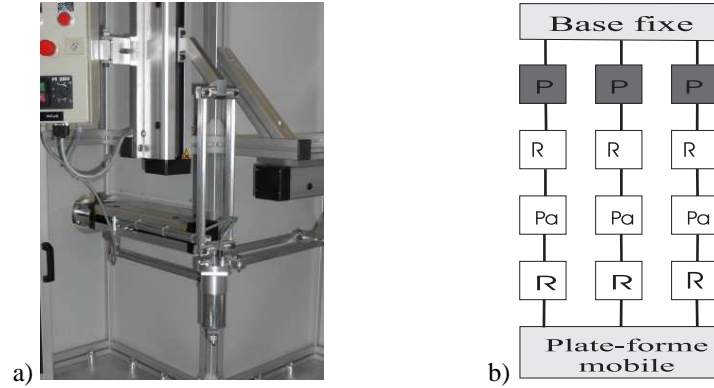 a)
b)
Base fixe
P P P
R R R
Pa Pa Pa
R R R
Plate-forme
mobile